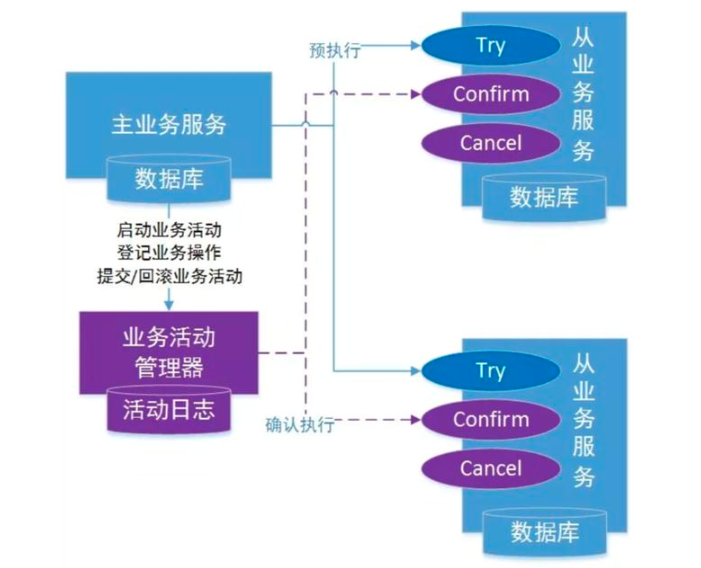 预执行
Try
从业务服务
Confirm
Cancel
数据库
主业务服务
数据库
启动业务活动
登记业务操作
提交/回滚业务活动
业务活动
管理器
活动日志
确认执行
Try
从业务服务
Confirm
Cancel
数据库